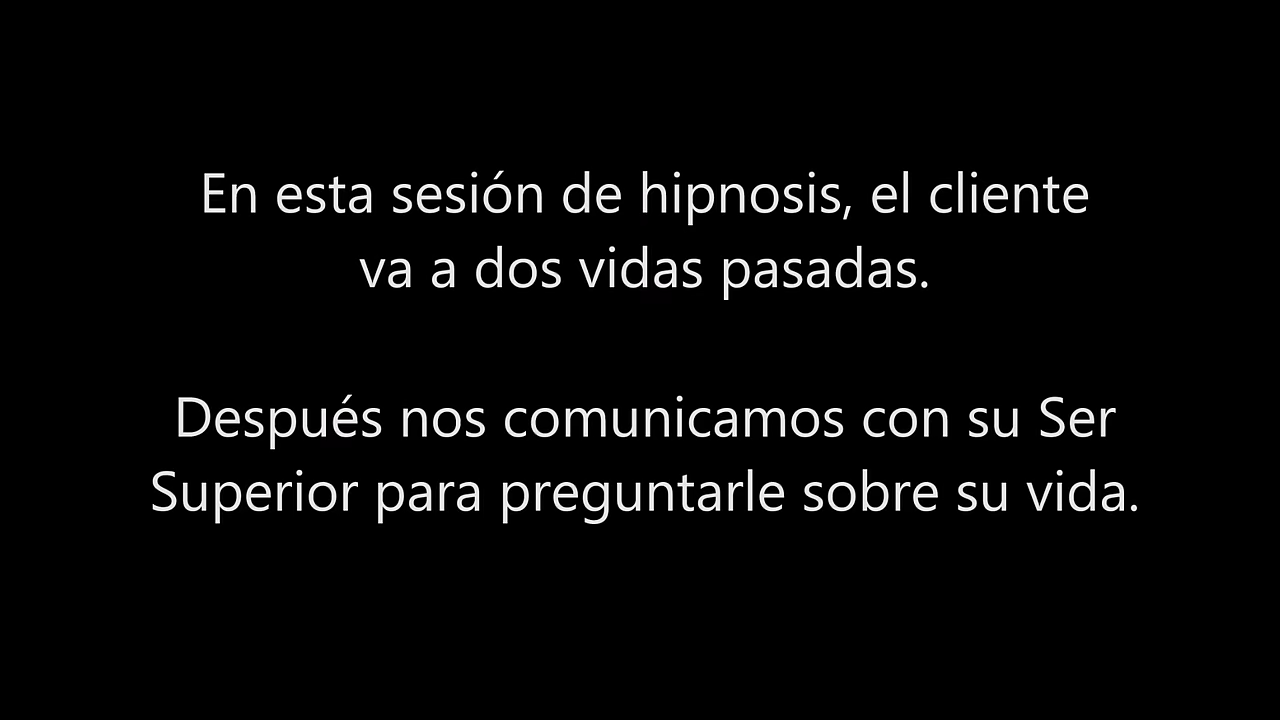 En esta sesión de hipnosis, el cliente
va a dos vidas pasadas.
Después nos comunicamos con su Ser
Superior para preguntarle sobre su vida.